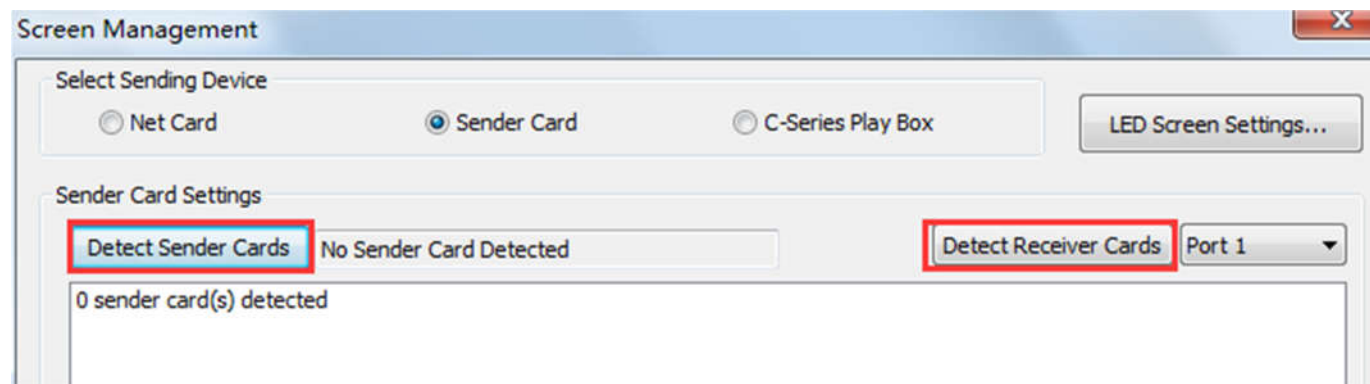 Screen Management
Select Sending Device
Net Card Sender Card C-Series Play Box
LED Screen Settings...
Sender Card Settings
Detect Sender Cards No Sender Card Detected Detect Receiver Cards Port 1
0 sender card(s) detected